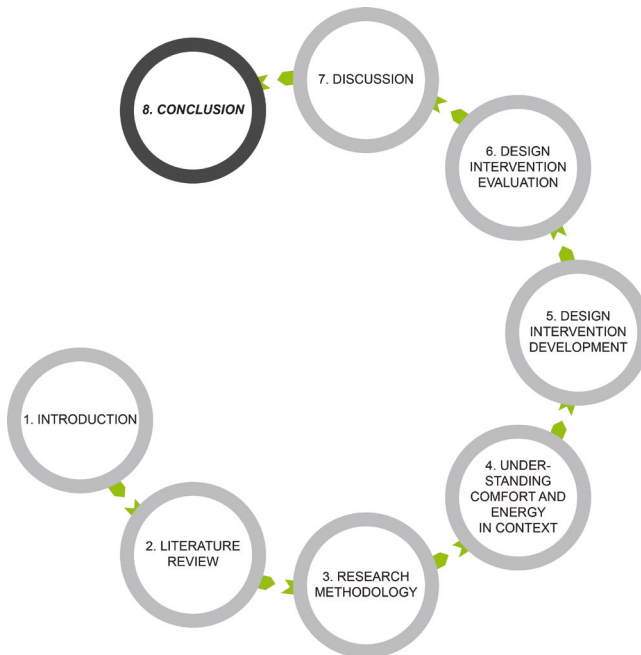 1. INTRODUCTION
2. LITERATURE
REVIEW
3. RESEARCH
METHODOLOGY
4. UNDER-
STANDING
COMFORT AND
ENERGY
IN CONTEXT
5. DESIGN
INTERVENTION
DEVELOPMENT
6. DESIGN
INTERVENTION
EVALUATION
7. DISCUSSION
8. CONCLUSION